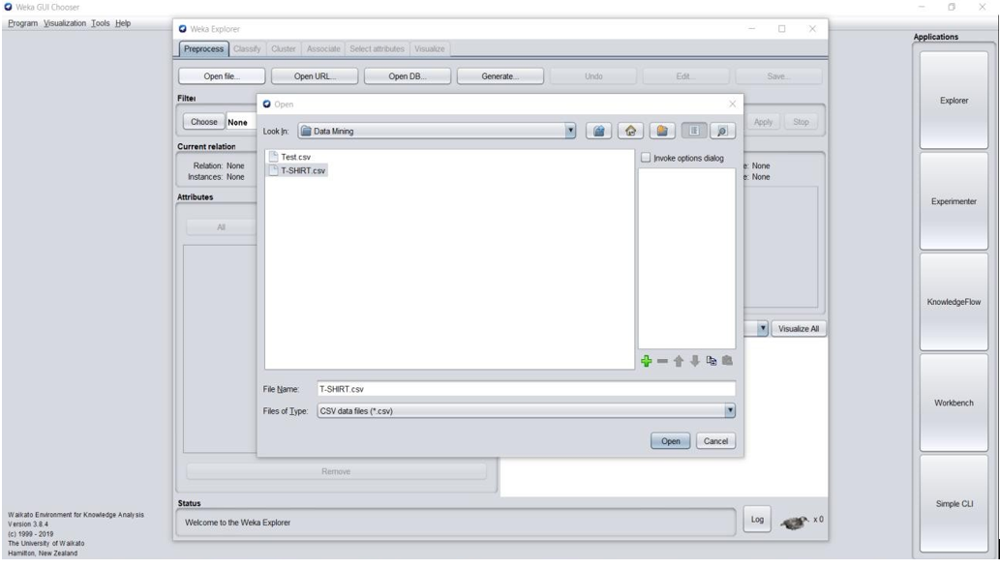 Weka GUI Chooser
Program Visualization Tools Help
Weka Explorer
Preprocess Classify Cluster Associate Select attributes Visualize
Open file... Open URL... Open DB... Generate... Undo Edit... Save...
Filter
Choose None Apply Stop
Current relation
Relation: None
Instances: None
e: None
e: None
Attributes
All
Remove
Visualize All
Open
Look In: Data Mining
Test.csv
T-SHIRT.csv
Invoke options dialog
File Name: T-SHIRT.csv
Files of Type: CSV data files (*.csv)
Open Cancel
Status
Welcome to the Weka Explorer
Log x 0
Applications
Explorer
Experimenter
KnowledgeFlow
Workbench
Simple CLI
Waikato Environment for Knowledge Analysis
Version 3.8.4
(c) 1999 - 2019
The University of Waikato
Hamilton, New Zealand